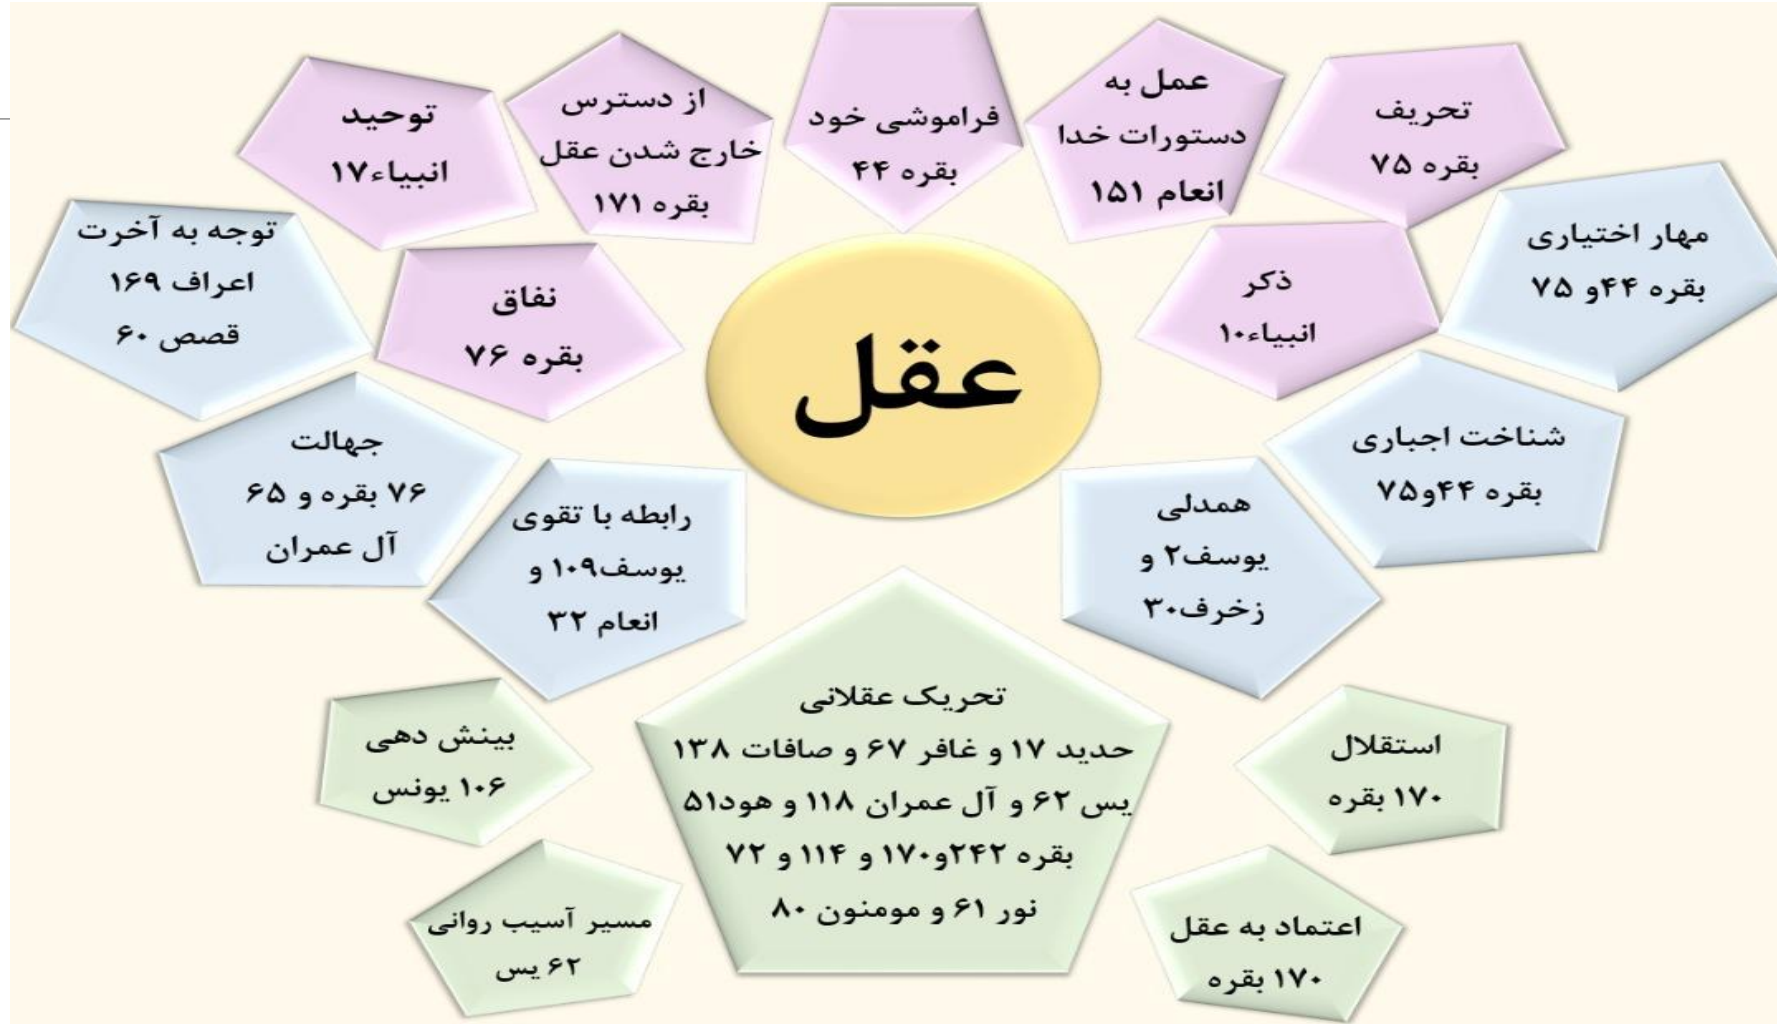 تحریف
بقره ۷۵
عمل به
دستورات خدا
انعام ۱۵۱
فراموشی خود
بقره ۴۴
از دسترس
خارج شدن عقل
بقره ۱۷۱
توحید
انبیاء۱۷
مهار اختیاری
بقره ۴۴و ۷۵
ذکر
انبیاء۱۰
نفاق
بقره ۷۶
توجه به آخرت
اعراف ۱۶۹
قصص ۶۰
عقل
شناخت اجباری
بقره ۴۴و۷۵
همدلی
یوسف۲ و
زخرف۳۰
رابطه با تقوی
یوسف۱۰۹ و
انعام ۳۲
جهالت
۷۶ بقره و ۶۵
آل عمران
تحریک عقلانی
حدید ۱۷ و غافر ۶۷ و صافات ۱۳۸
یس ۶۲ و آل عمران ۱۱۸ و هود۵۱
بقره ۲۴۲و۱۷۰ و ۱۱۴ و ۷۲
نور ۶۱ و مومنون ۸۰
استقلال
۱۷۰ بقره
بینش دهی
۱۰۶ یونس
اعتماد به عقل
۱۷۰ بقره
مسیر آسیب روانی
۶۲ یس